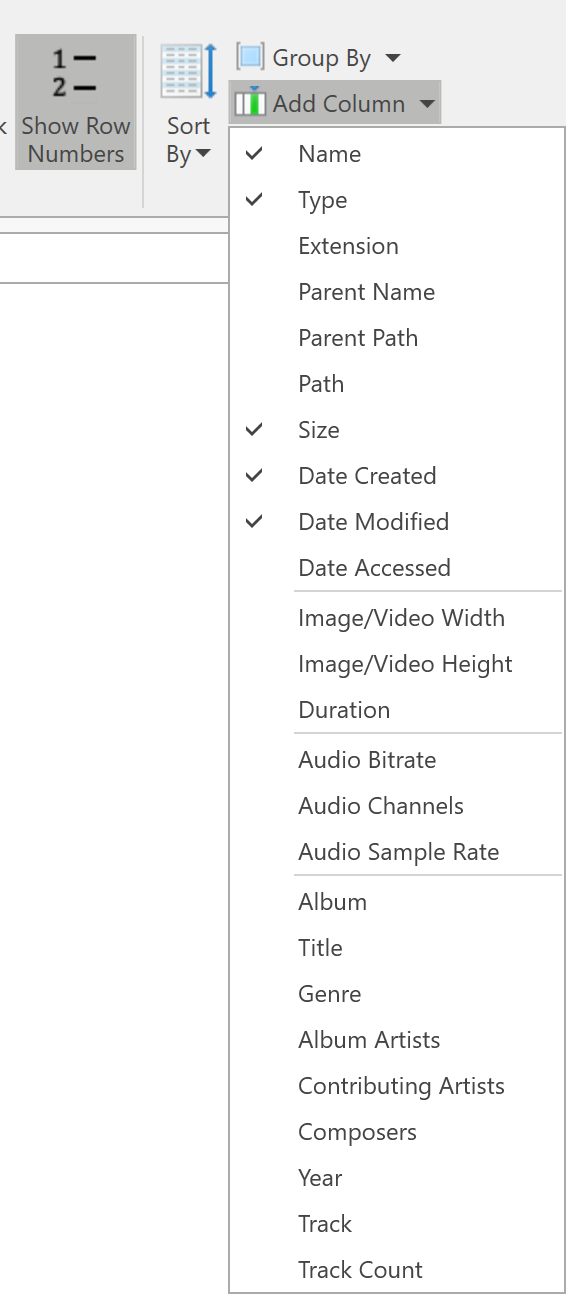 1
2
Show Row
Numbers
Sort
By
Group By
Add Column
Name
Type
Extension
Parent Name
Parent Path
Path
Size
Date Created
Date Modified
Date Accessed
Image/Video Width
Image/Video Height
Duration
Audio Bitrate
Audio Channels
Audio Sample Rate
Album
Title
Genre
Album Artists
Contributing Artists
Composers
Year
Track
Track Count